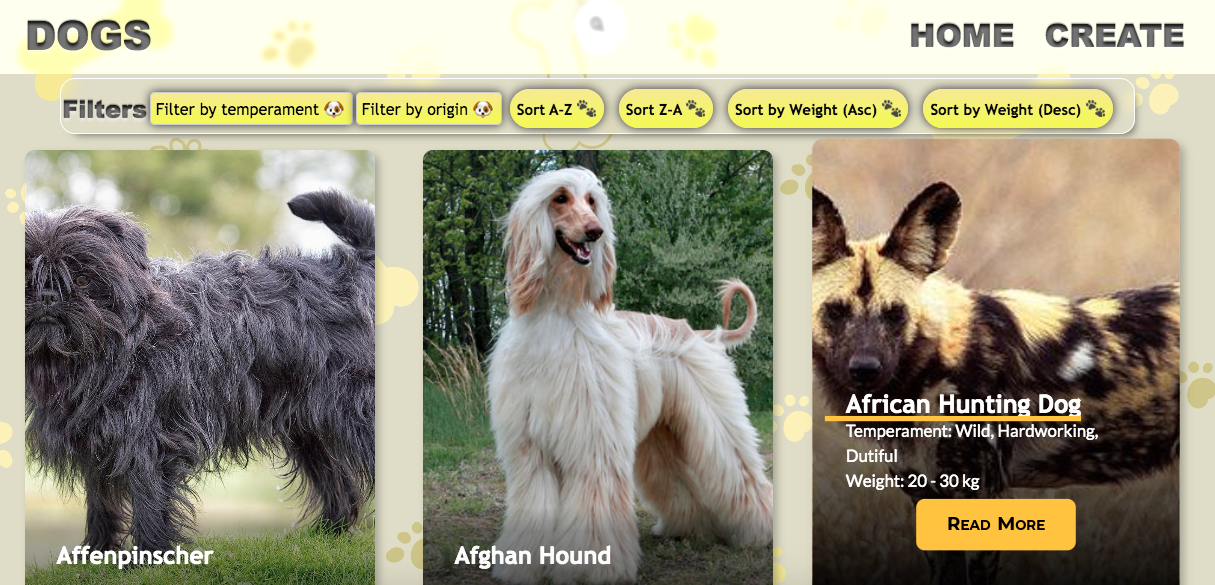 DOGS
HOME CREATE
Filters Filter by temperament 🐶 Filter by origin 🐶 Sort A-Z 🐾 Sort Z-A 🐾 Sort by Weight (Asc) 🐾 Sort by Weight (Desc) 🐾
Affenpinscher
Afghan Hound
African Hunting Dog
Temperament: Wild, Hardworking,
Dutiful
Weight: 20 - 30 kg
Read More